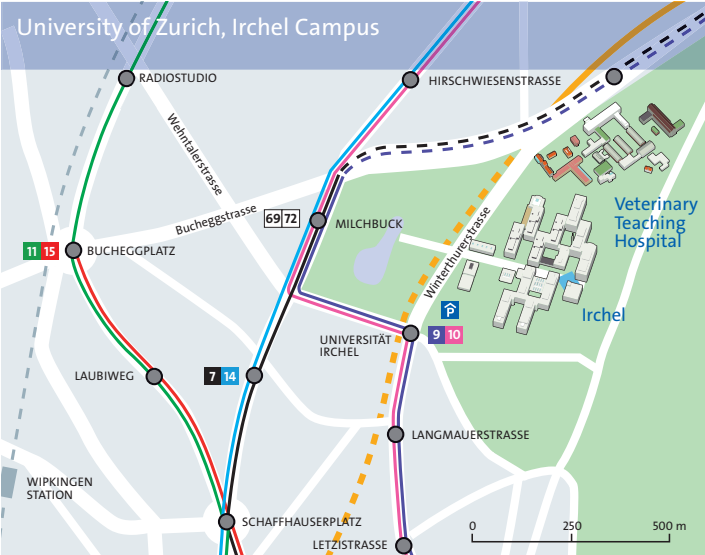 University of Zurich, Irchel Campus
RADIOSTUDIO
HIRSCHWIESENSTRASSE
Wehntalerstrasse
Bucheggstrasse
69 72
MILCHBUCK
Winterthurerstrasse
Veterinary
Teaching
Hospital
11 15
BUCHEGGPLATZ
P
Irchel
UNIVERSITÄT
IRCHEL
9 10
LAUBIWEG
7 14
LANGMAUERSTRASSE
WIPKINGEN
STATION
SCHAFFHAUSERPLATZ
LETZISTRASSE
0 250 500 m